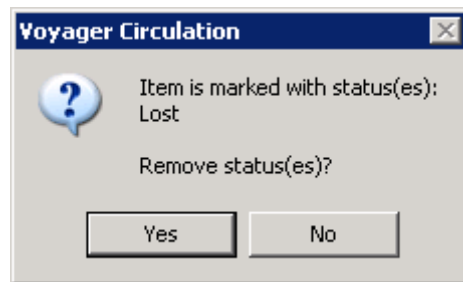 Voyager Circulation
Item is marked with status(es):
Lost
Remove status(es)?
Yes
No